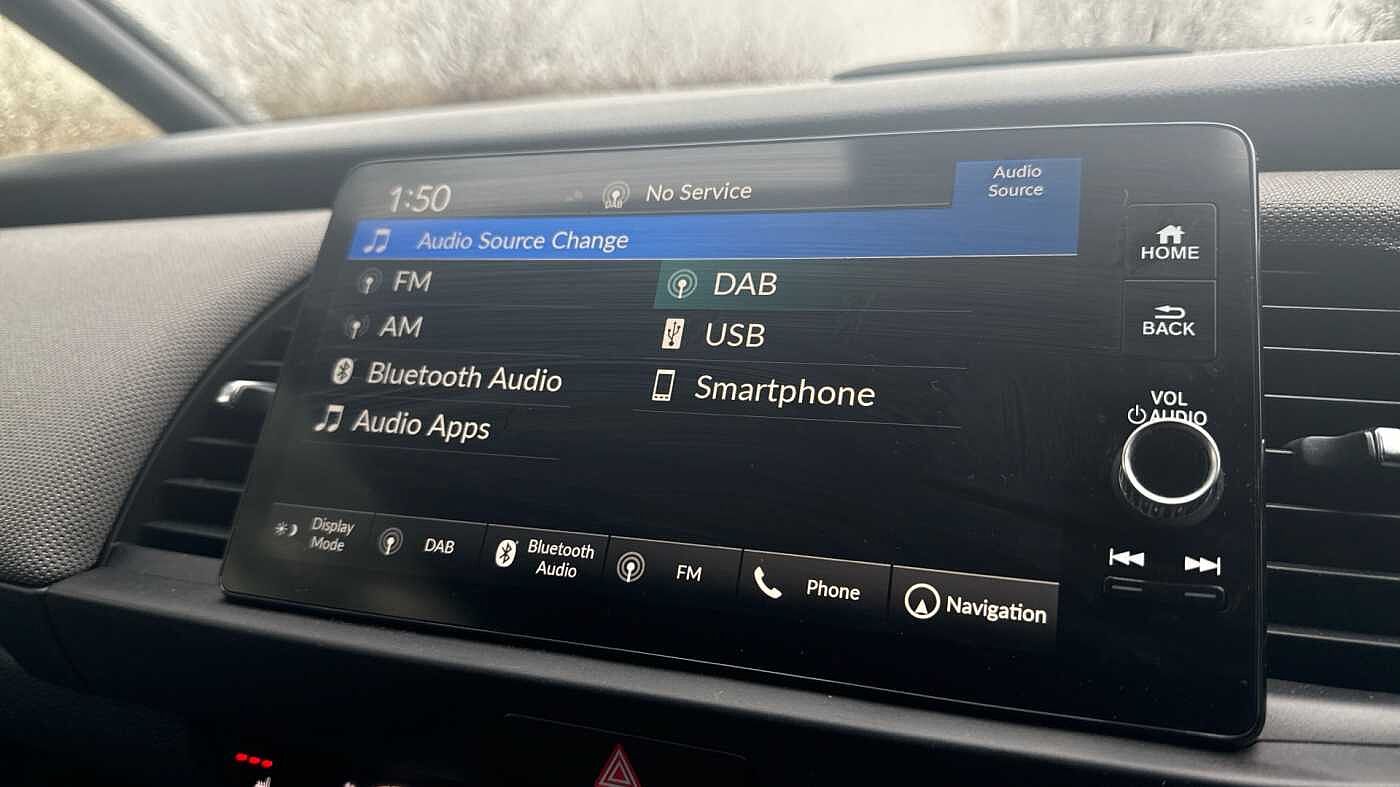 1:50
DAB
No Service
Audio
Source
Audio Source Change
FM
DAB
AM
USB
Bluetooth Audio
Smartphone
Audio Apps
Display
Mode
DAB
Bluetooth
Audio
FM
Phone
Navigation
HOME
BACK
VOL
AUDIO